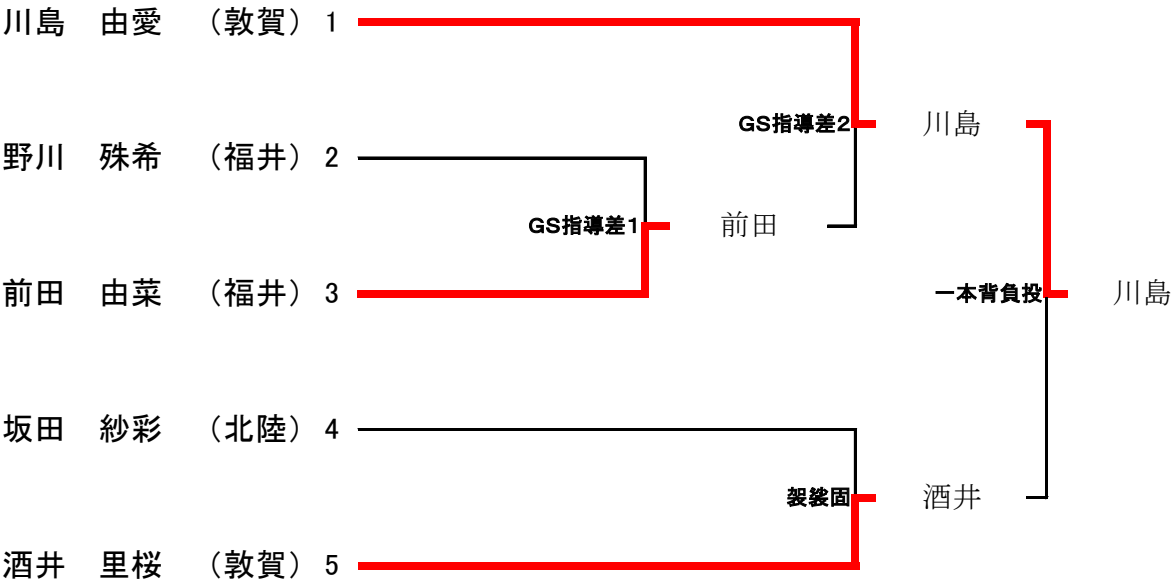 川島　由愛　（敦賀） 1
GS指導差2　川島
野川　殊希　（福井） 2
GS指導差1　前田
前田　由菜　（福井） 3
一本背負投　川島
坂田　紗彩　（北陸） 4
袈裟固　酒井
酒井　里桜　（敦賀） 5